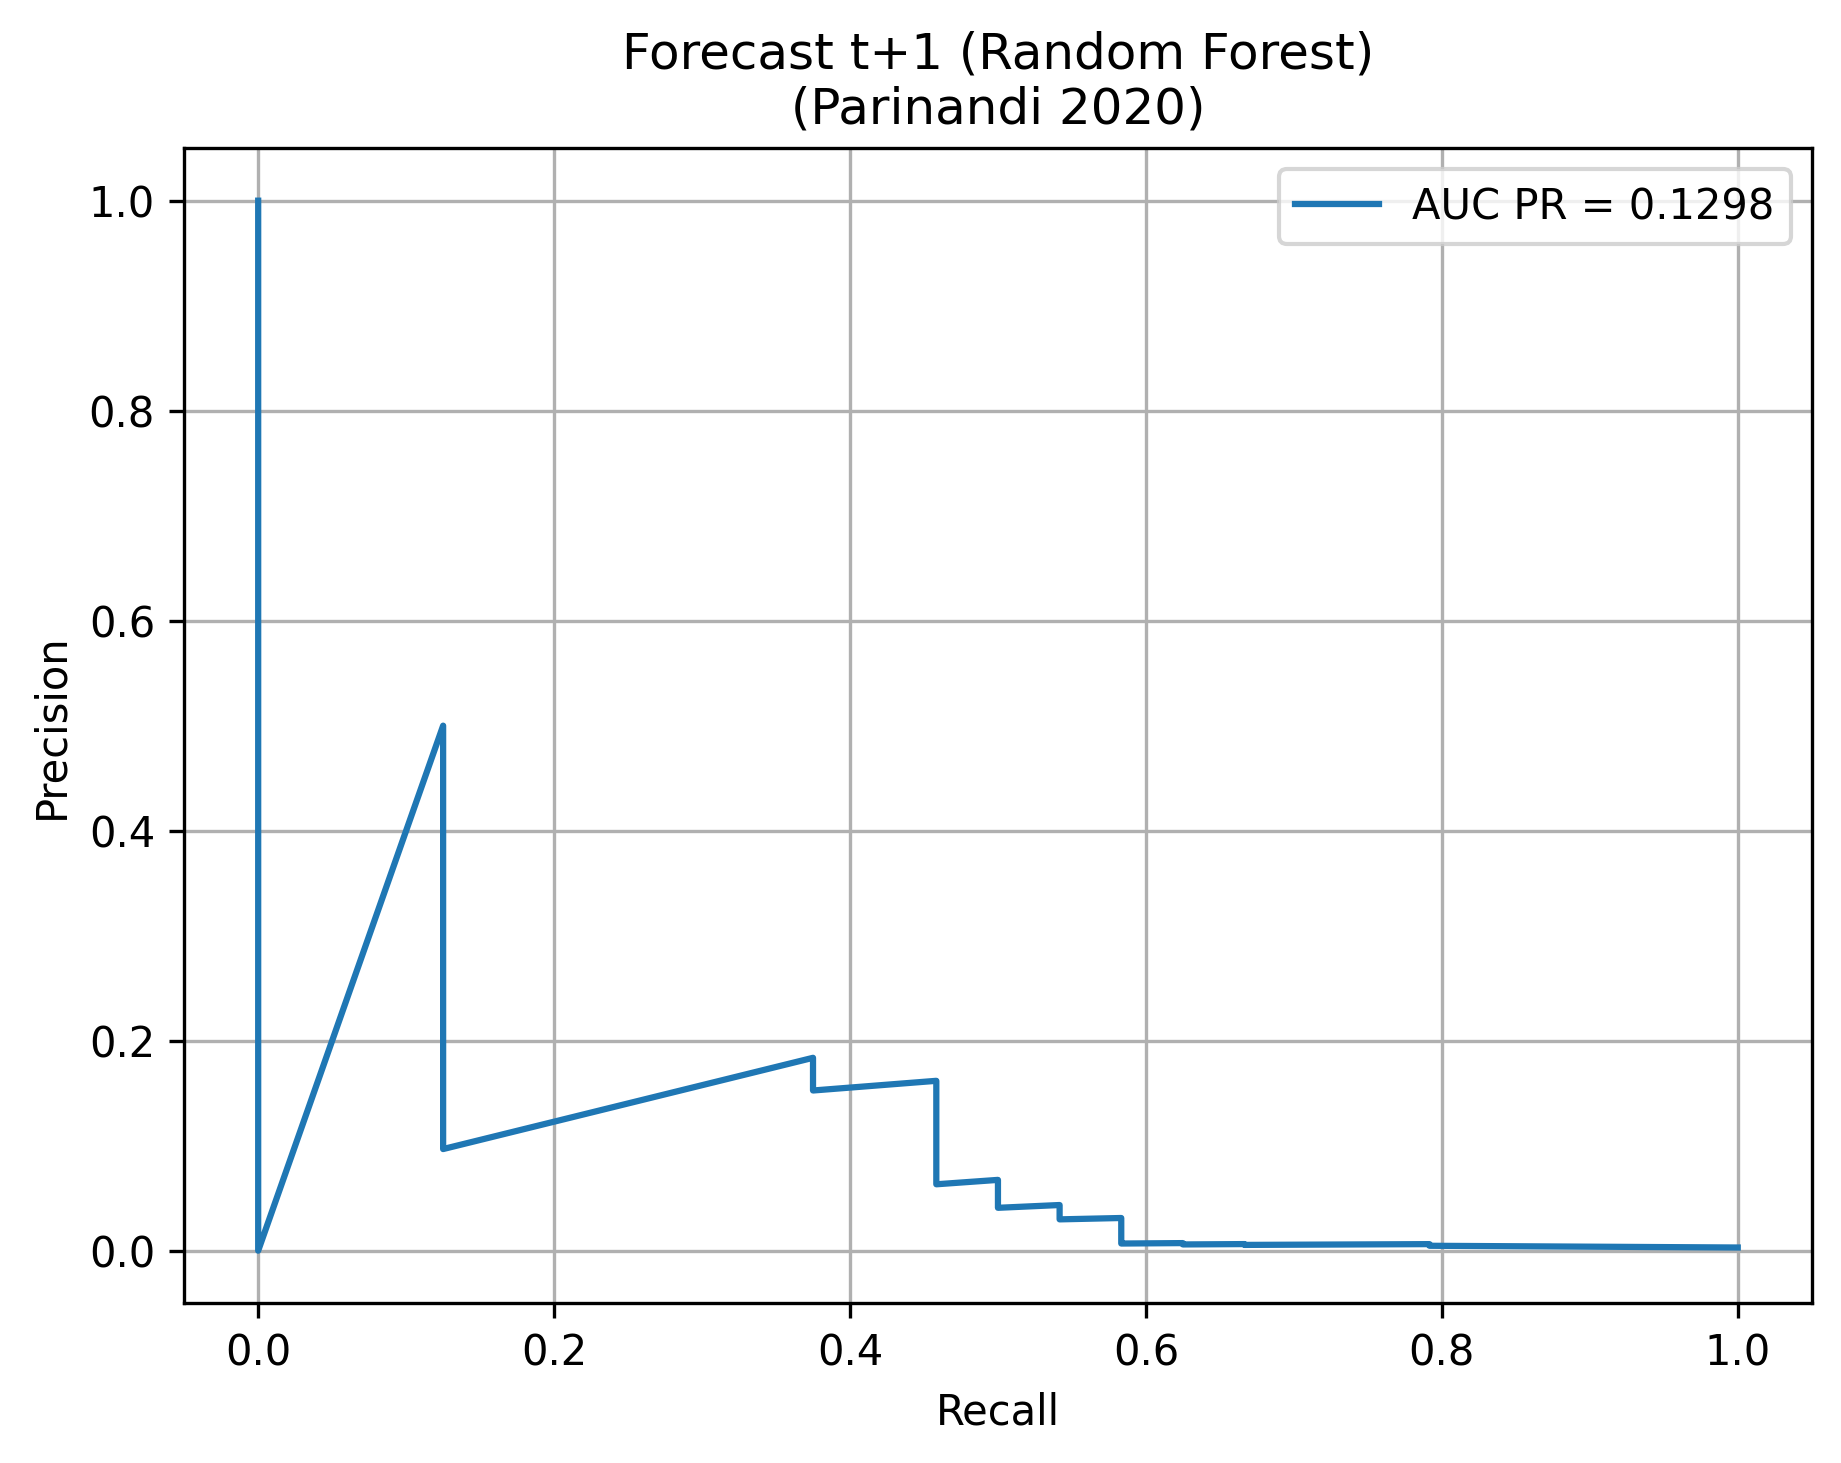 Forecast t+1 (Random Forest)
(Parinandi 2020)
AUC PR = 0.1298
1.0
0.8
0.6
0.4
0.2
0.0
Precision
0.0 0.2 0.4 0.6 0.8 1.0
Recall